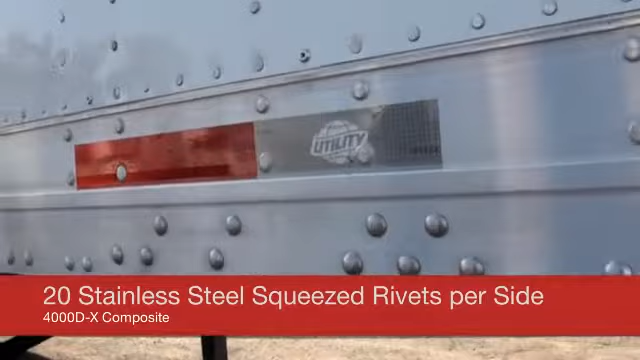 UTILITY
20 Stainless Steel Squeezed Rivets per Side
4000D-X Composite